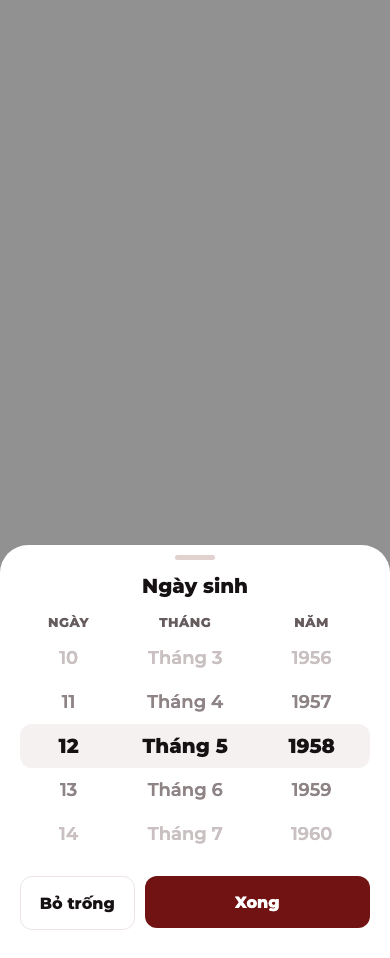 Ngày sinh
NGÀY THÁNG NĂM
10 Tháng 3 1956
11 Tháng 4 1957
12 Tháng 5 1958
13 Tháng 6 1959
14 Tháng 7 1960
Bỏ trống Xong